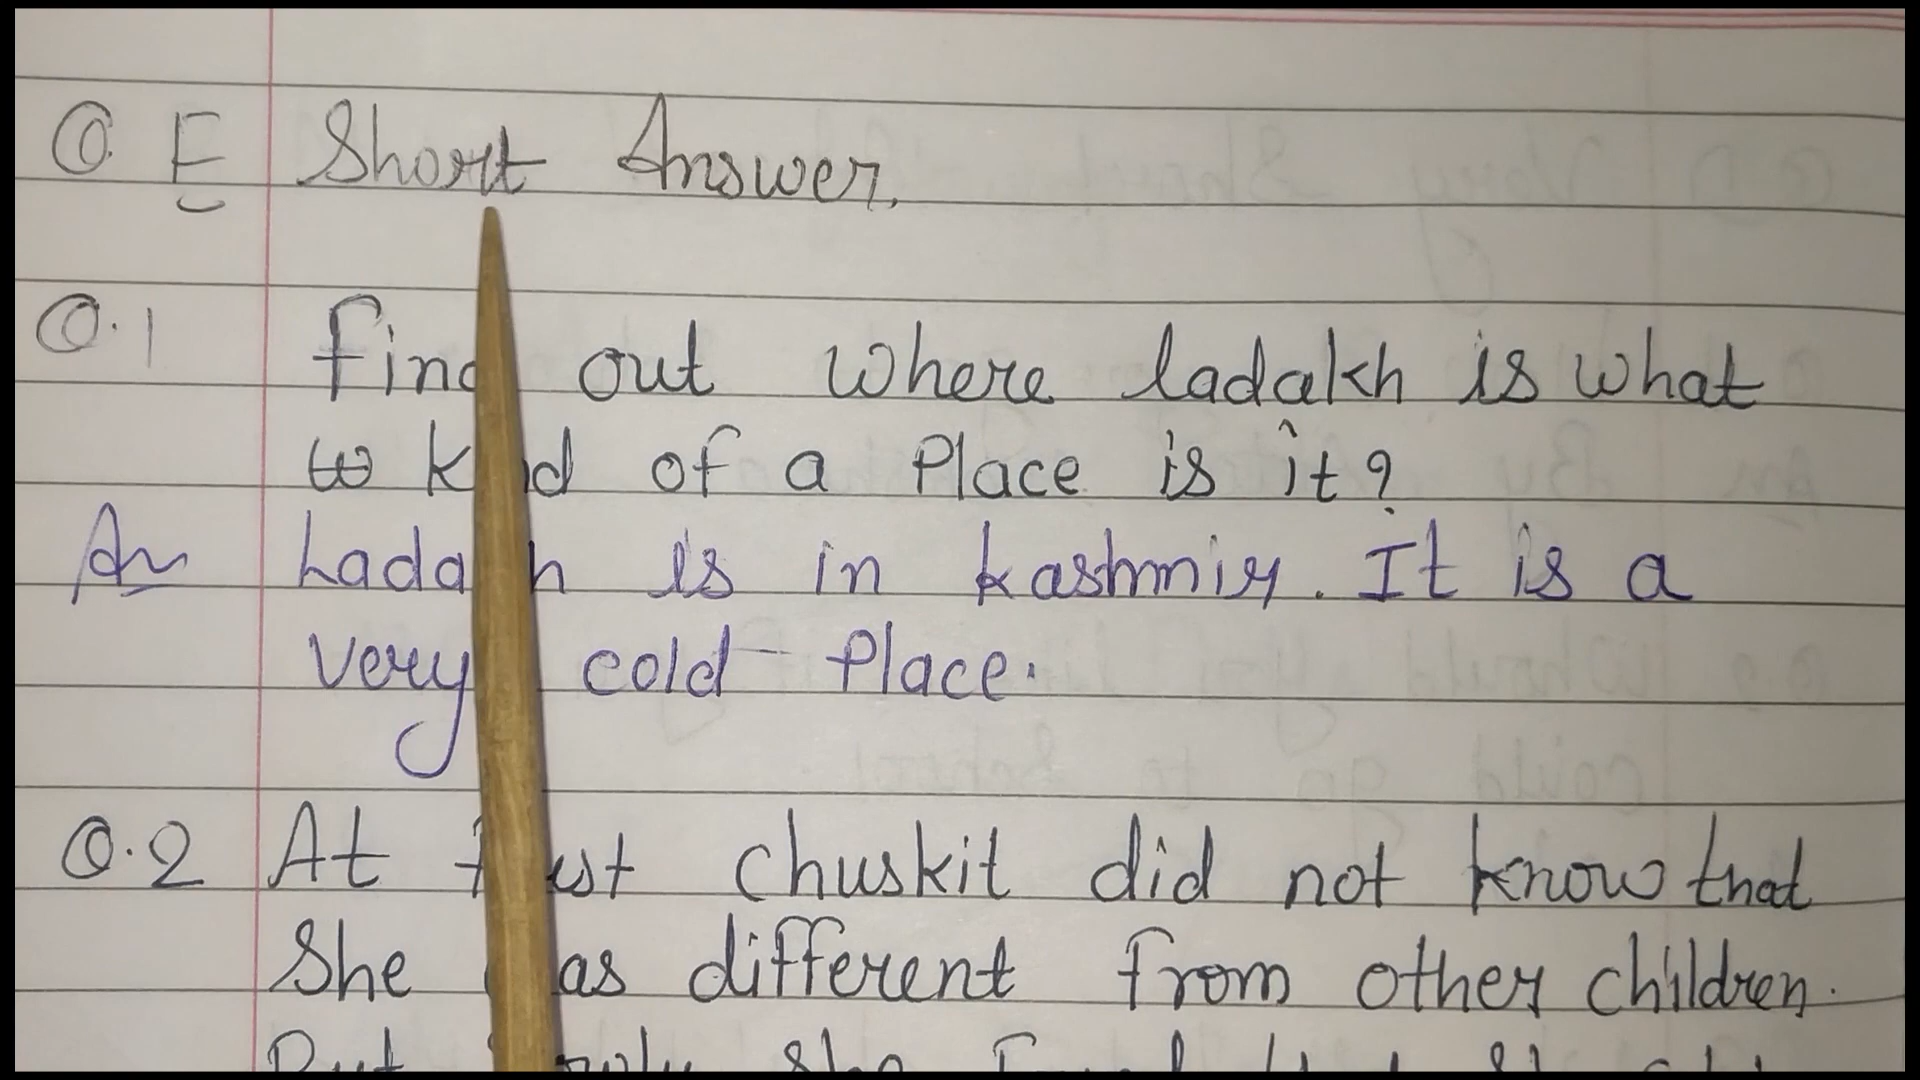 Q E Short Answer.
Q.1 Find out where ladakh is what
to kind of a Place is it?
An Ladakh is in kashmir. It is a
very cold Place.
Q.2 At first chuskit did not know that
She was different from other children.
But